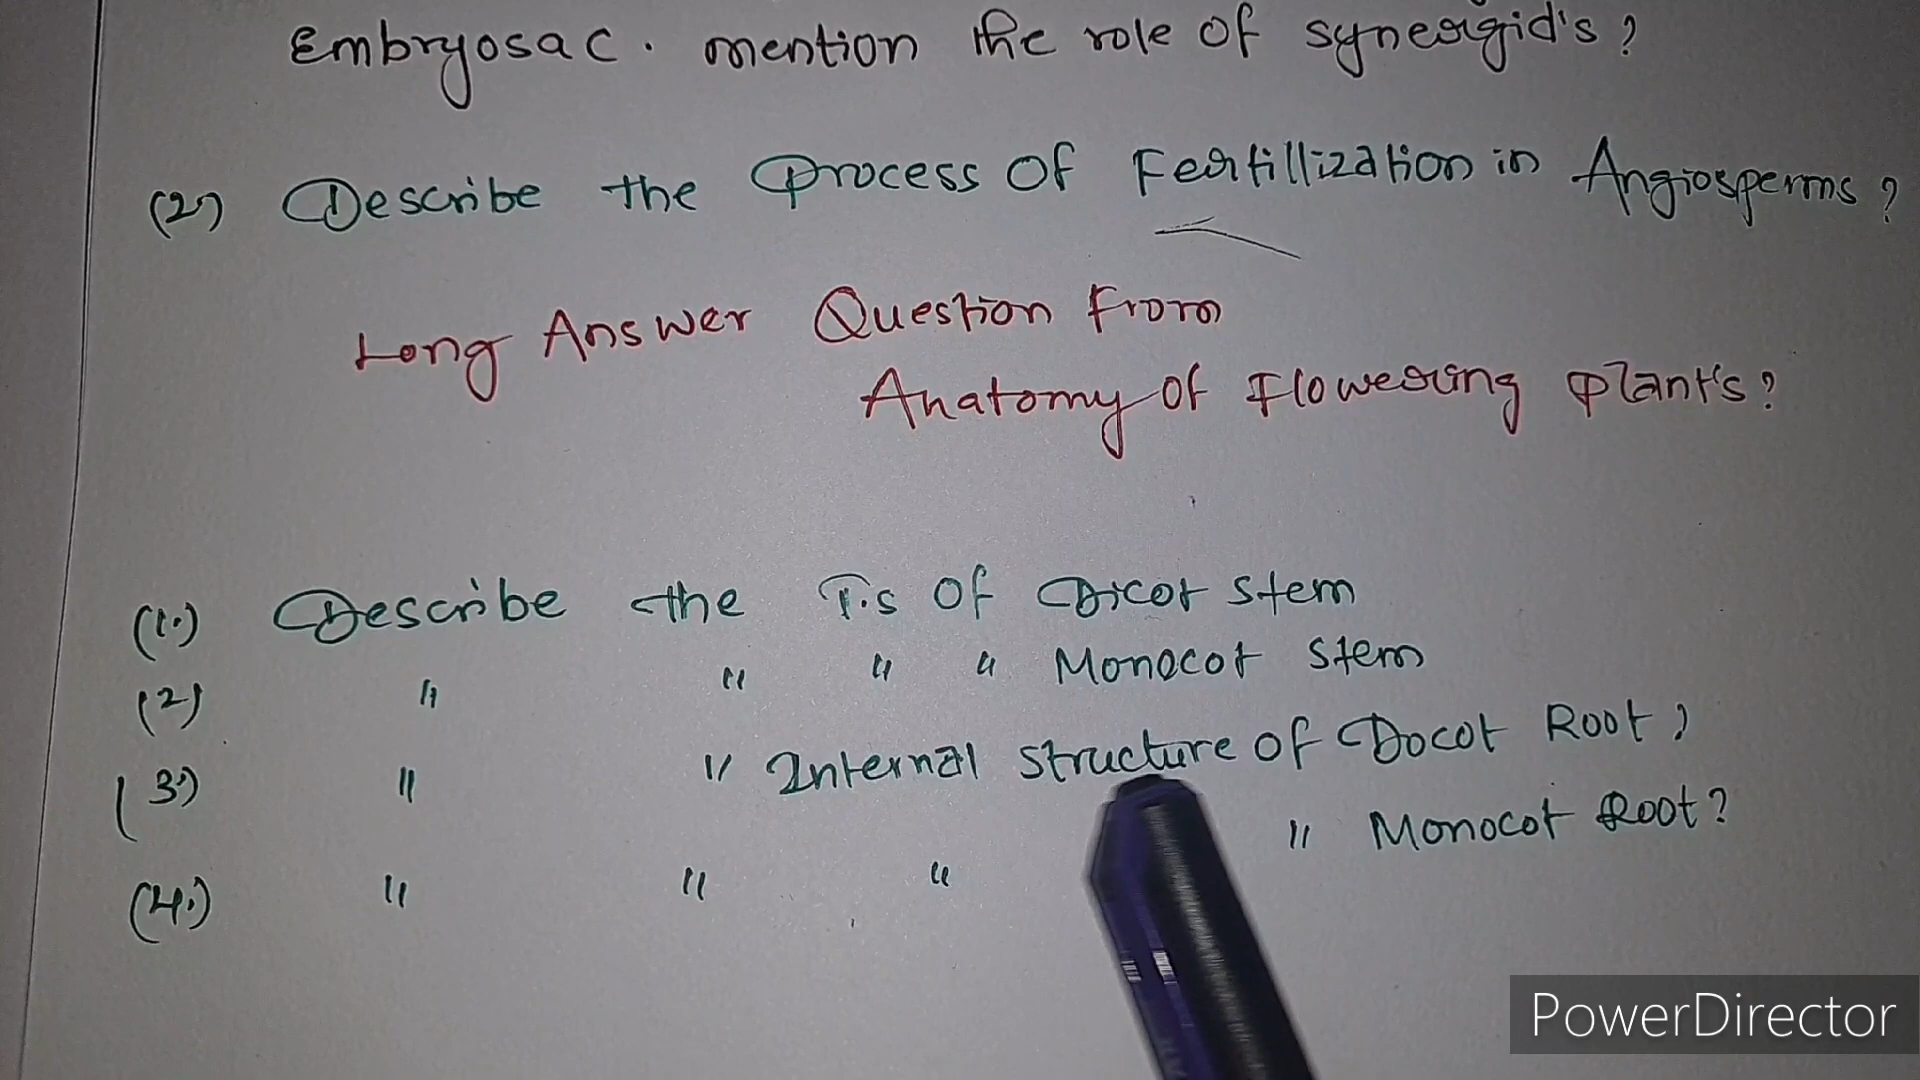 Embryosac. mention the role of synergid's?
(2) Describe the Process Of Fertillization in Angiosperms?
Long Answer Question From
Anatomy of Flowering Plant's?
(1.) Describe the T.s Of Dicot stem
(2) " " " " Monocot stem
(3.) " " Internal structure of Docot Root?
(4.) " " " " Monocot Root?
PowerDirector